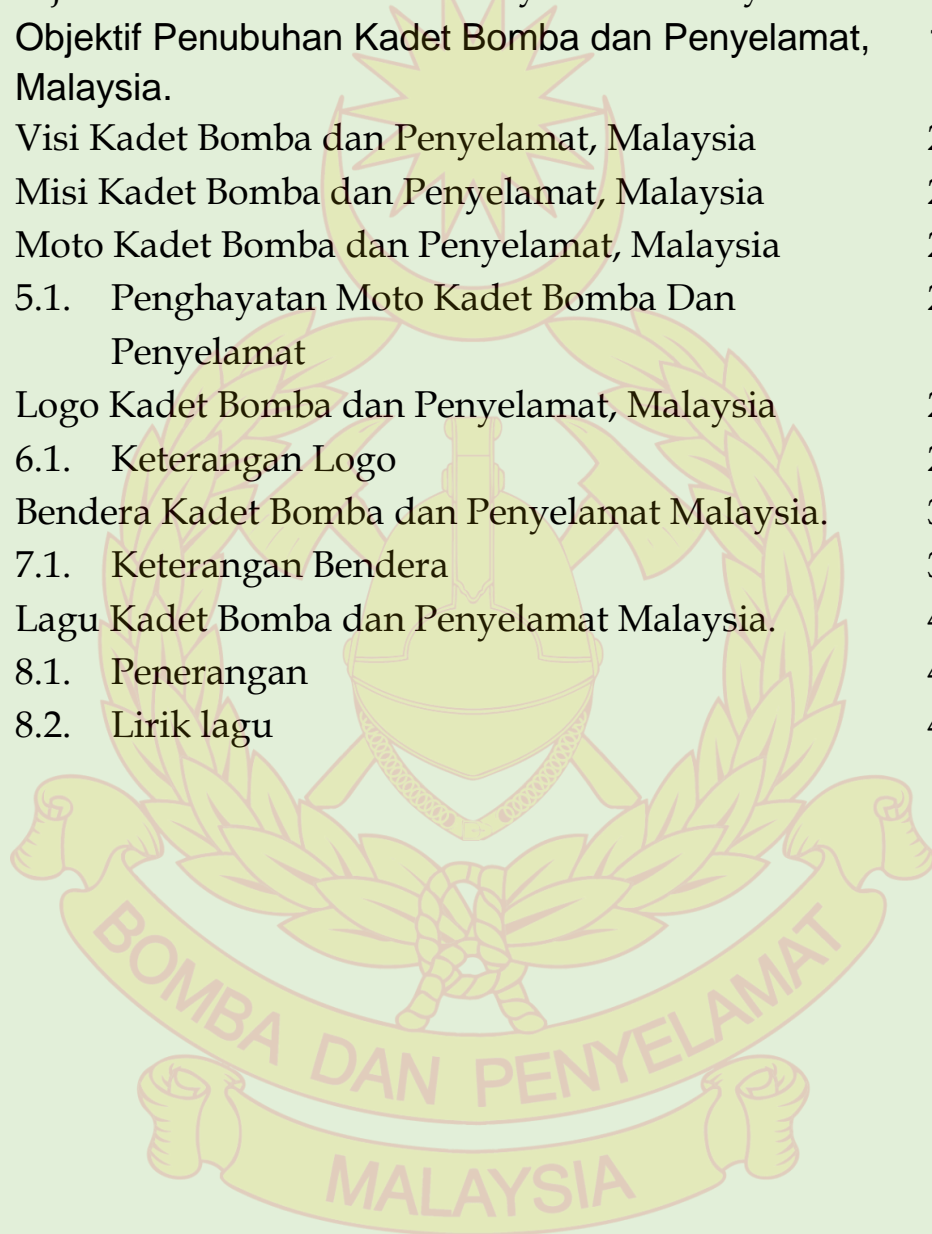 Objektif Penubuhan Kadet Bomba dan Penyelamat,
Malaysia.
Visi Kadet Bomba dan Penyelamat, Malaysia
Misi Kadet Bomba dan Penyelamat, Malaysia
Moto Kadet Bomba dan Penyelamat, Malaysia
5.1. Penghayatan Moto Kadet Bomba Dan
Penyelamat
Logo Kadet Bomba dan Penyelamat, Malaysia
6.1. Keterangan Logo
Bendera Kadet Bomba dan Penyelamat Malaysia.
7.1. Keterangan Bendera
Lagu Kadet Bomba dan Penyelamat Malaysia.
8.1. Penerangan
8.2. Lirik lagu
BOMBA DAN PENYELAMAT
MALAYSIA